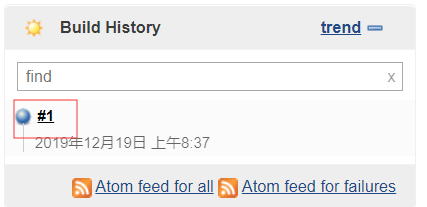 Build History trend
find x
#1
2019年12月19日 上午8:37
Atom feed for all Atom feed for failures